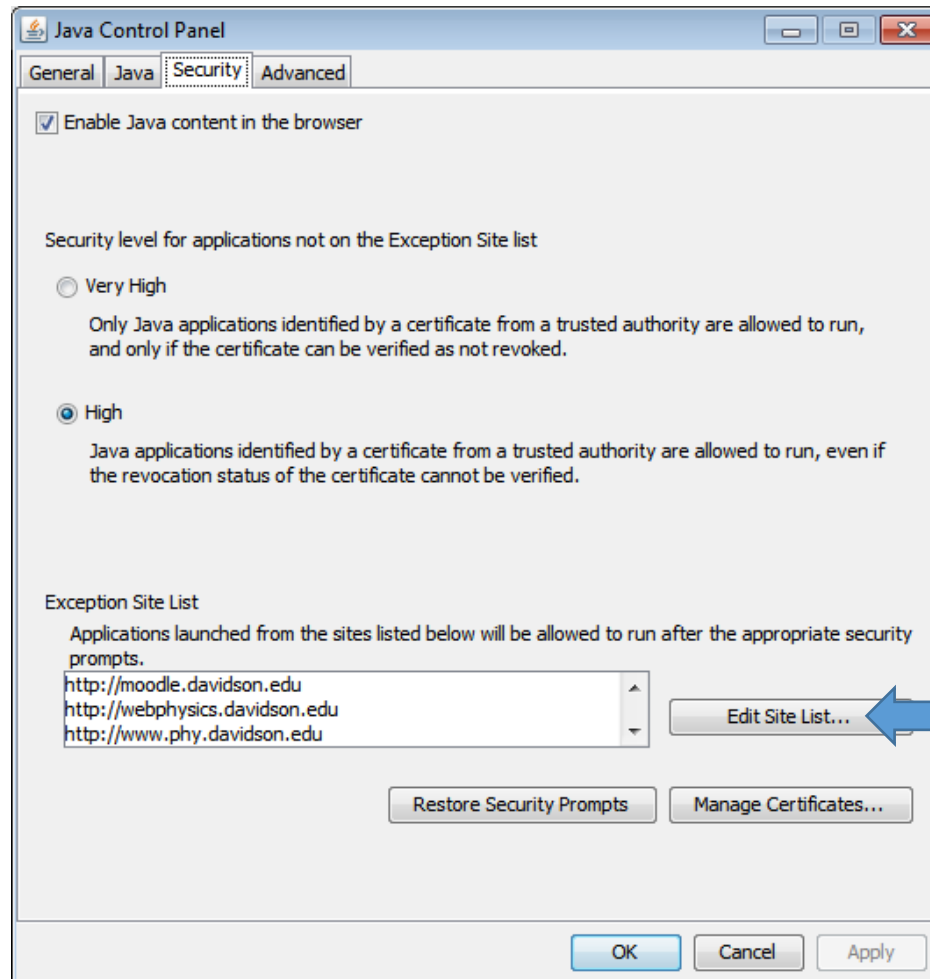 Java Control Panel
General Java Security Advanced
Enable Java content in the browser
Security level for applications not on the Exception Site list
Very High
Only Java applications identified by a certificate from a trusted authority are allowed to run,
and only if the certificate can be verified as not revoked.
High
Java applications identified by a certificate from a trusted authority are allowed to run, even if
the revocation status of the certificate cannot be verified.
Exception Site List
Applications launched from the sites listed below will be allowed to run after the appropriate security
prompts.
http://moodle.davidson.edu
http://webphysics.davidson.edu
http://www.phy.davidson.edu
Edit Site List...
Restore Security Prompts Manage Certificates...
OK Cancel Apply